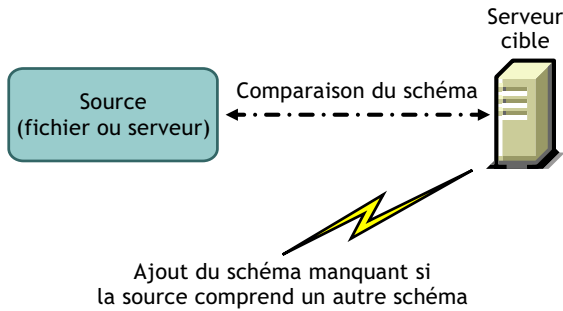 Serveur
cible
Source
(fichier ou serveur)
Comparaison du schéma
Ajout du schéma manquant si
la source comprend un autre schéma